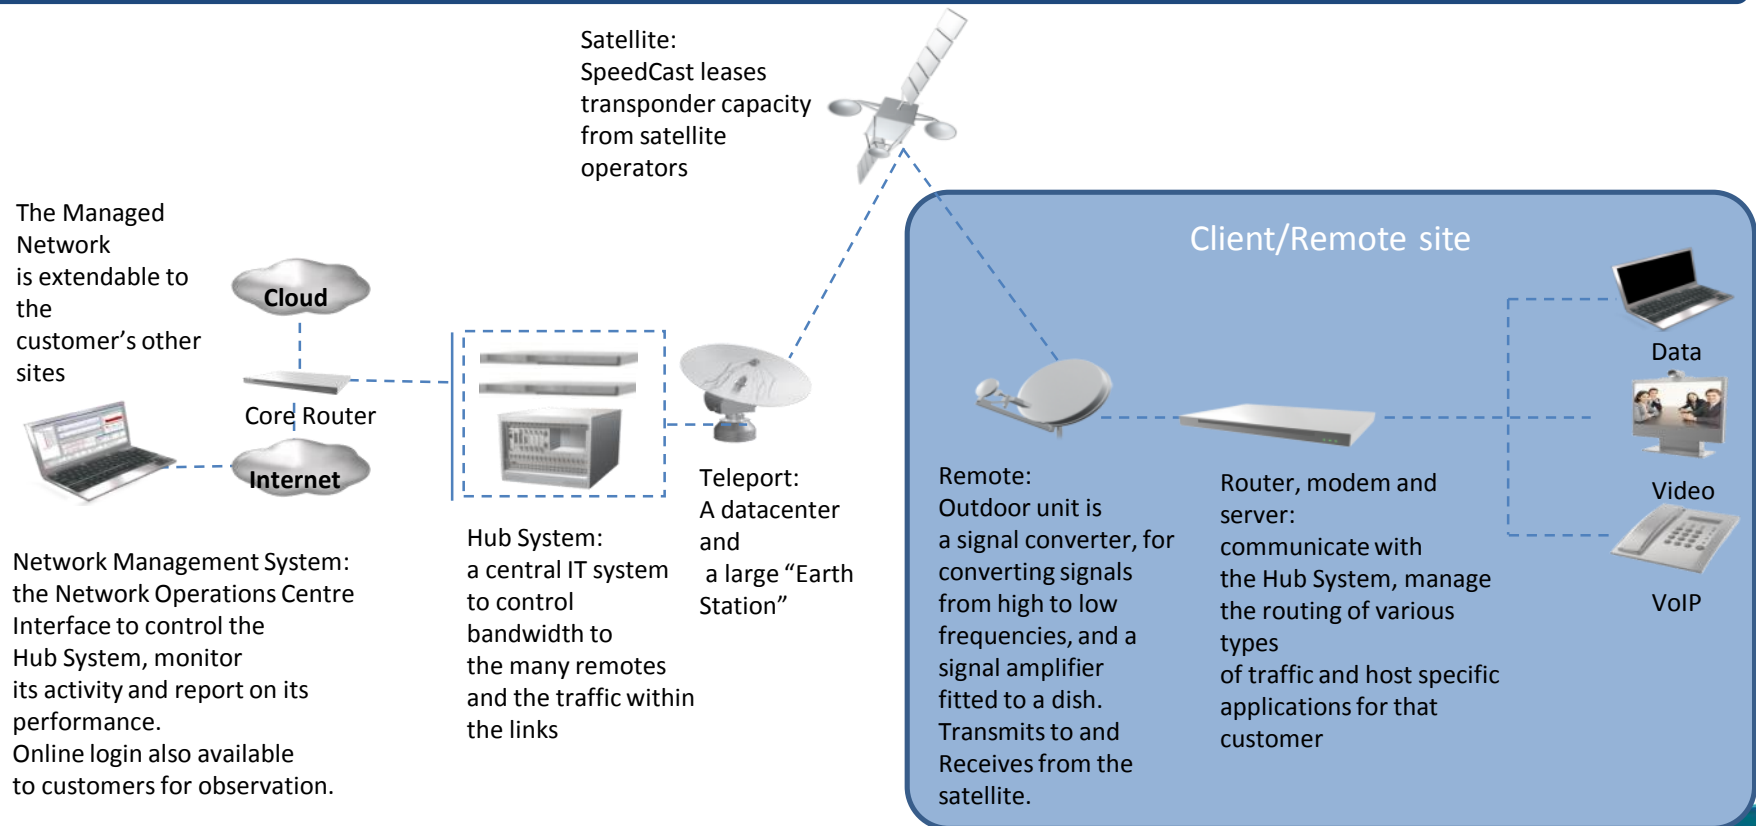 Satellite:
SpeedCast leases
transponder capacity
from satellite
operators
The Managed
Network
is extendable to
the
customer’s other
sites
Cloud
Core Router
Internet
Network Management System:
the Network Operations Centre
Interface to control the
Hub System, monitor
its activity and report on its
performance.
Online login also available
to customers for observation.
Hub System:
a central IT system
to control
bandwidth to
the many remotes
and the traffic within
the links
Teleport:
A datacenter
and
a large “Earth
Station”
Client/Remote site
Remote:
Outdoor unit is
a signal converter, for
converting signals
from high to low
frequencies, and a
signal amplifier
fitted to a dish.
Transmits to and
Receives from the
satellite.
Router, modem and
server:
communicate with
the Hub System, manage
the routing of various
types
of traffic and host specific
applications for that
customer
Data
Video
VoIP